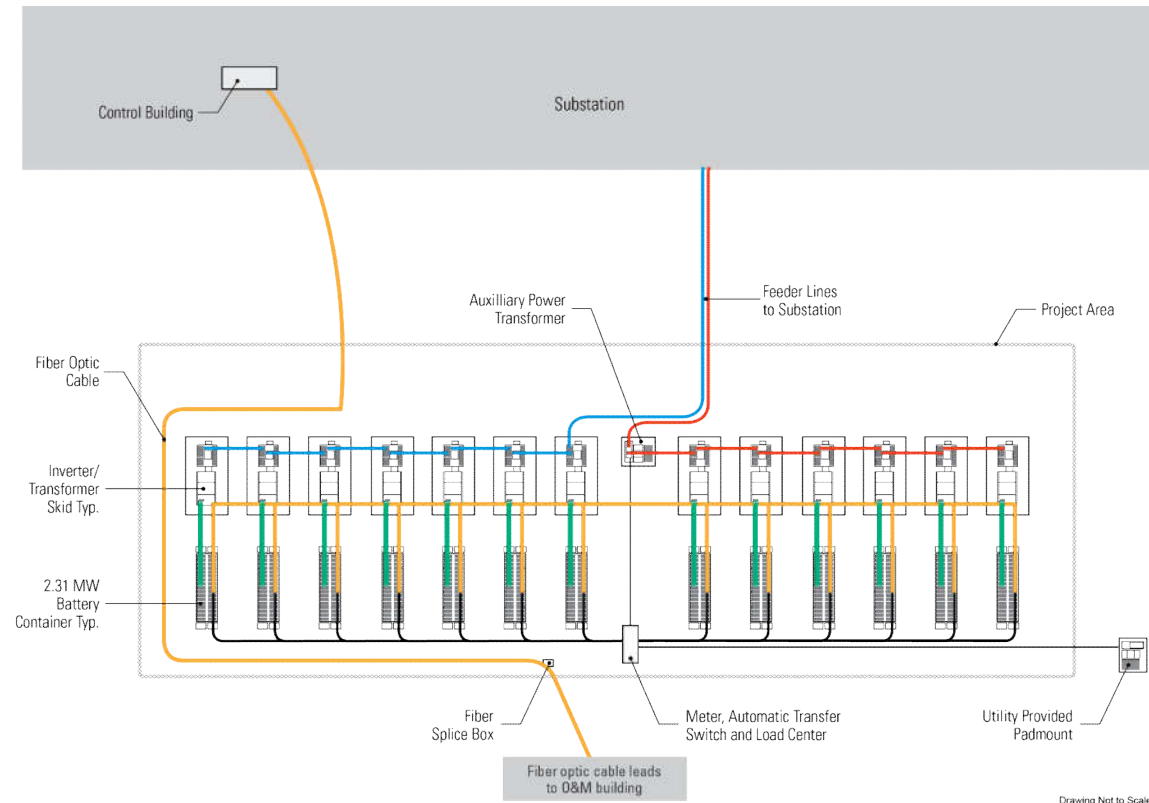 Control Building
Substation
Auxilliary Power
Transformer
Feeder Lines
to Substation
Project Area
Fiber Optic
Cable
Inverter/
Transformer
Skid Typ.
2.31 MW
Battery
Container Typ.
Fiber
Splice Box
Meter, Automatic Transfer
Switch and Load Center
Utility Provided
Padmount
Fiber optic cable leads
to O&M building
Drawing Not to Scale